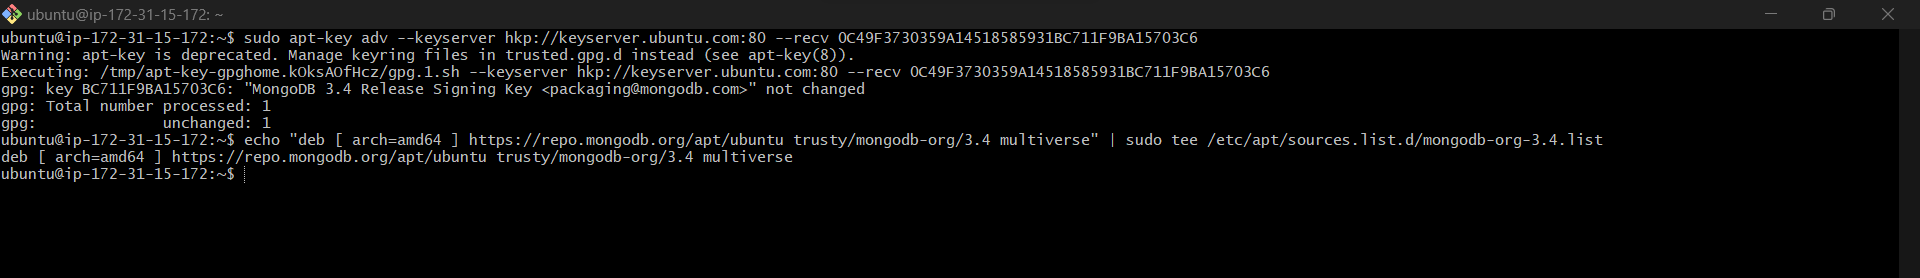 ubuntu@ip-172-31-15-172: ~
ubuntu@ip-172-31-15-172:~$ sudo apt-key adv --keyserver hkp://keyserver.ubuntu.com:80 --recv 0C49F3730359A14518585931BC711F9BA15703C6
Warning: apt-key is deprecated. Manage keyring files in trusted.gpg.d instead (see apt-key(8)).
Executing: /tmp/apt-key-gpghome.kOksAOfHcz/gpg.1.sh --keyserver hkp://keyserver.ubuntu.com:80 --recv 0C49F3730359A14518585931BC711F9BA15703C6
gpg: key BC711F9BA15703C6: "MongoDB 3.4 Release Signing Key <packaging@mongodb.com>" not changed
gpg: Total number processed: 1
gpg:              unchanged: 1
ubuntu@ip-172-31-15-172:~$ echo "deb [ arch=amd64 ] https://repo.mongodb.org/apt/ubuntu trusty/mongodb-org/3.4 multiverse" | sudo tee /etc/apt/sources.list.d/mongodb-org-3.4.list
deb [ arch=amd64 ] https://repo.mongodb.org/apt/ubuntu trusty/mongodb-org/3.4 multiverse
ubuntu@ip-172-31-15-172:~$